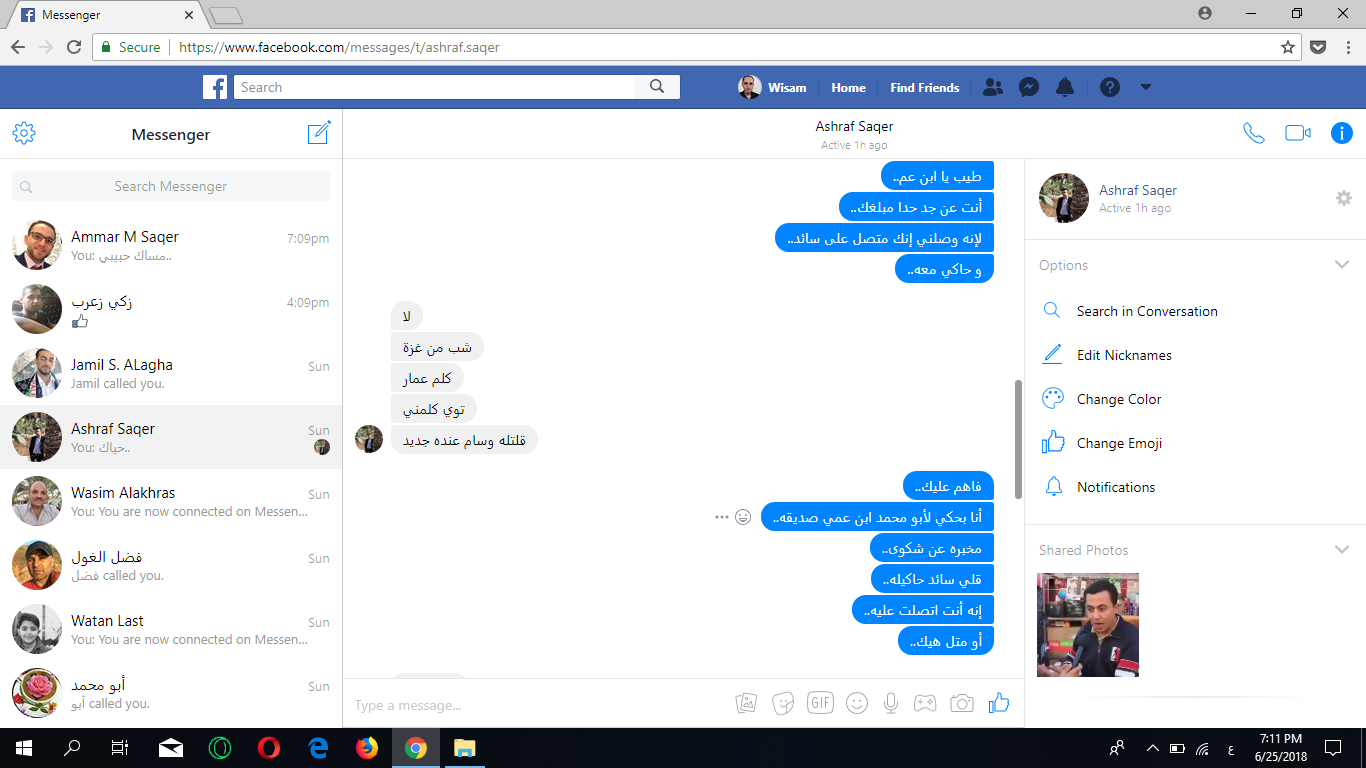 Messenger
Secure
https://www.facebook.com/messages/t/ashraf.saqer
Search
Wisam
Home
Find Friends
Messenger
Search Messenger
Ammar M Saqer
7:09pm
You: مساك حبيبي..
زكي زعرب
4:09pm
Jamil S. ALagha
Sun
Jamil called you.
Ashraf Saqer
Sun
You: حياك..
Wasim Alakhras
Sun
You: You are now connected on Messen...
فضل الغول
Sun
فضل called you.
Watan Last
Sun
You: You are now connected on Messen...
أبو محمد
Sun
أبو called you.
Ashraf Saqer
Active 1h ago
طيب يا ابن عم..
أنت عن جد حدا مبلغك..
لإنه وصلني إنك متصل على سائد..
و حاكي معه..
لا
شب من غزة
كلم عمار
توي كلمني
قلتله وسام عنده جديد
فاهم عليك..
أنا بحكي لأبو محمد ابن عمي صديقه..
مخبره عن شكوى..
قلي سائد حاكيله..
إنه أنت اتصلت عليه..
أو متل هيك..
Type a message...
GIF
Ashraf Saqer
Active 1h ago
Options
Search in Conversation
Edit Nicknames
Change Color
Change Emoji
Notifications
Shared Photos
ع
7:11 PM
6/25/2018